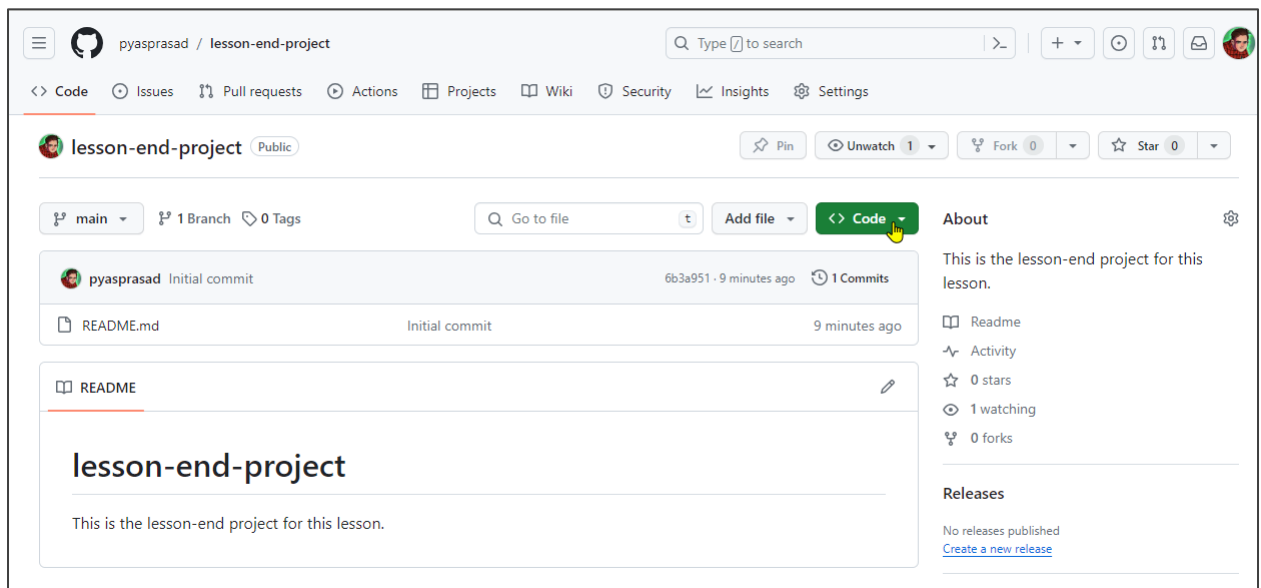 pyasprasad / lesson-end-project Type / to search
Code Issues Pull requests Actions Projects Wiki Security Insights Settings
lesson-end-project Public Pin Unwatch 1 Fork 0 Star 0
main 1 Branch 0 Tags Go to file t Add file Code
About
This is the lesson-end project for this
lesson.
pyasprasad Initial commit 6b3a951 · 9 minutes ago 1 Commits
README.md Initial commit 9 minutes ago
Readme
Activity
0 stars
1 watching
0 forks
README
lesson-end-project
This is the lesson-end project for this lesson.
Releases
No releases published
Create a new release